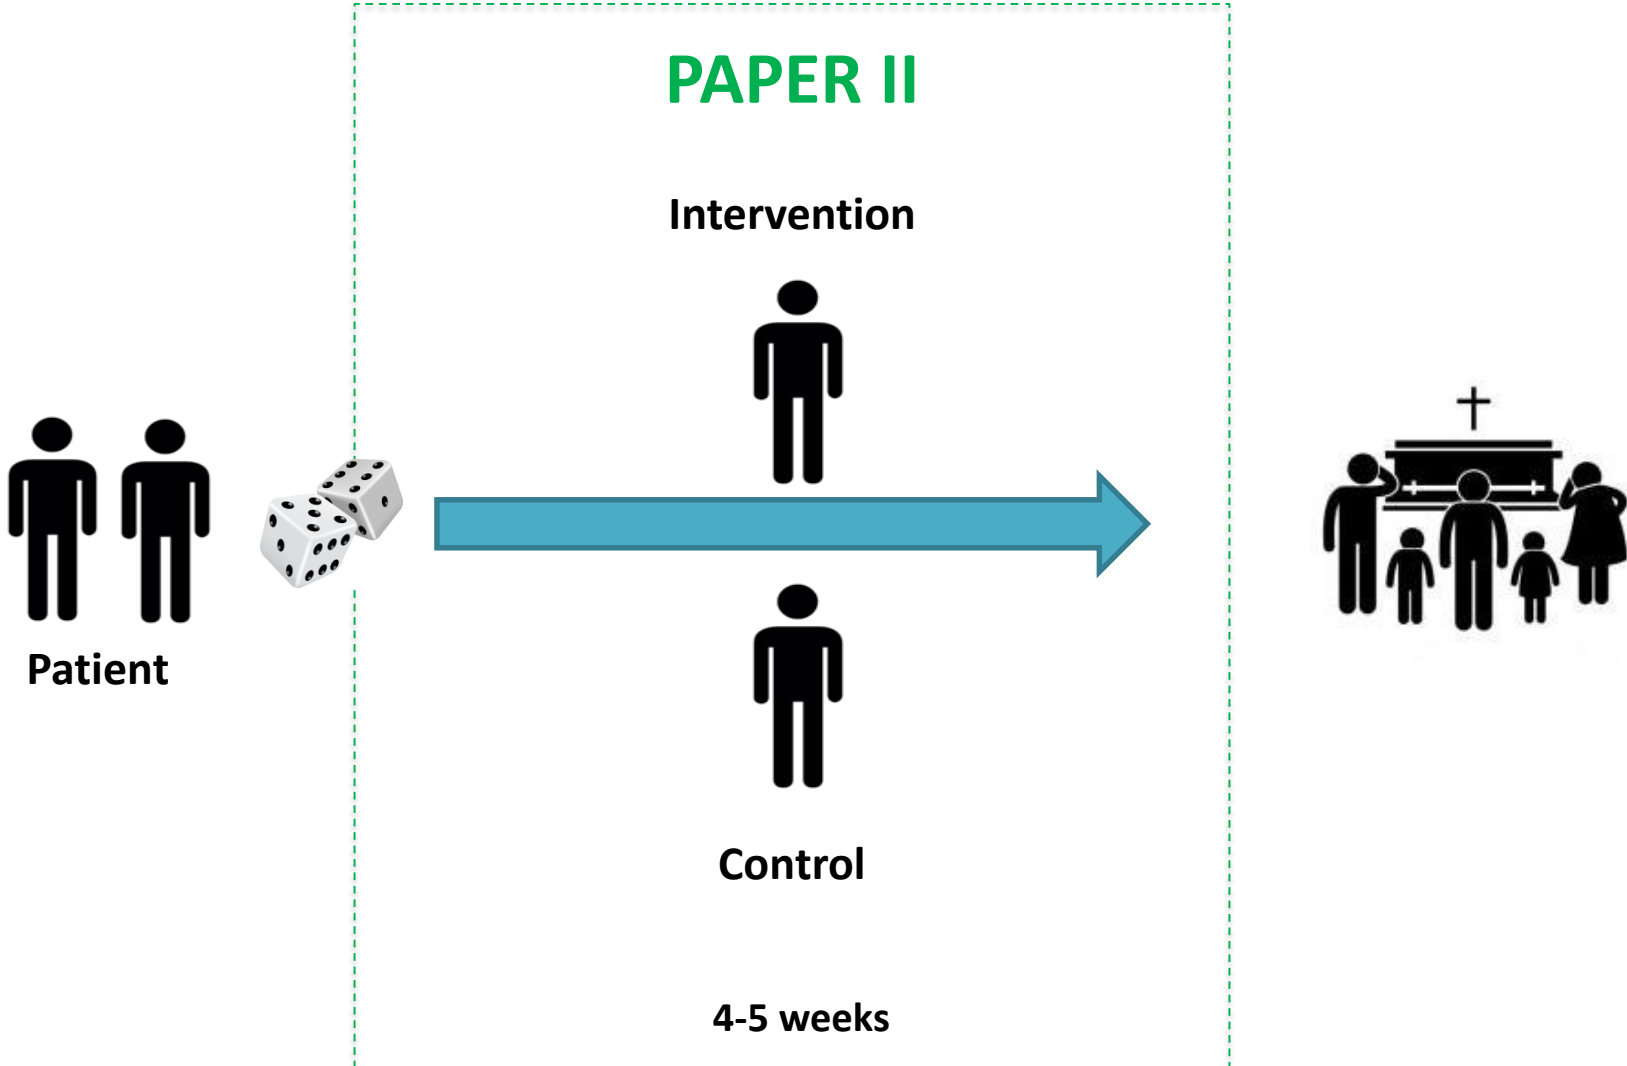 PAPER II
Intervention
Patient
Control
4-5 weeks